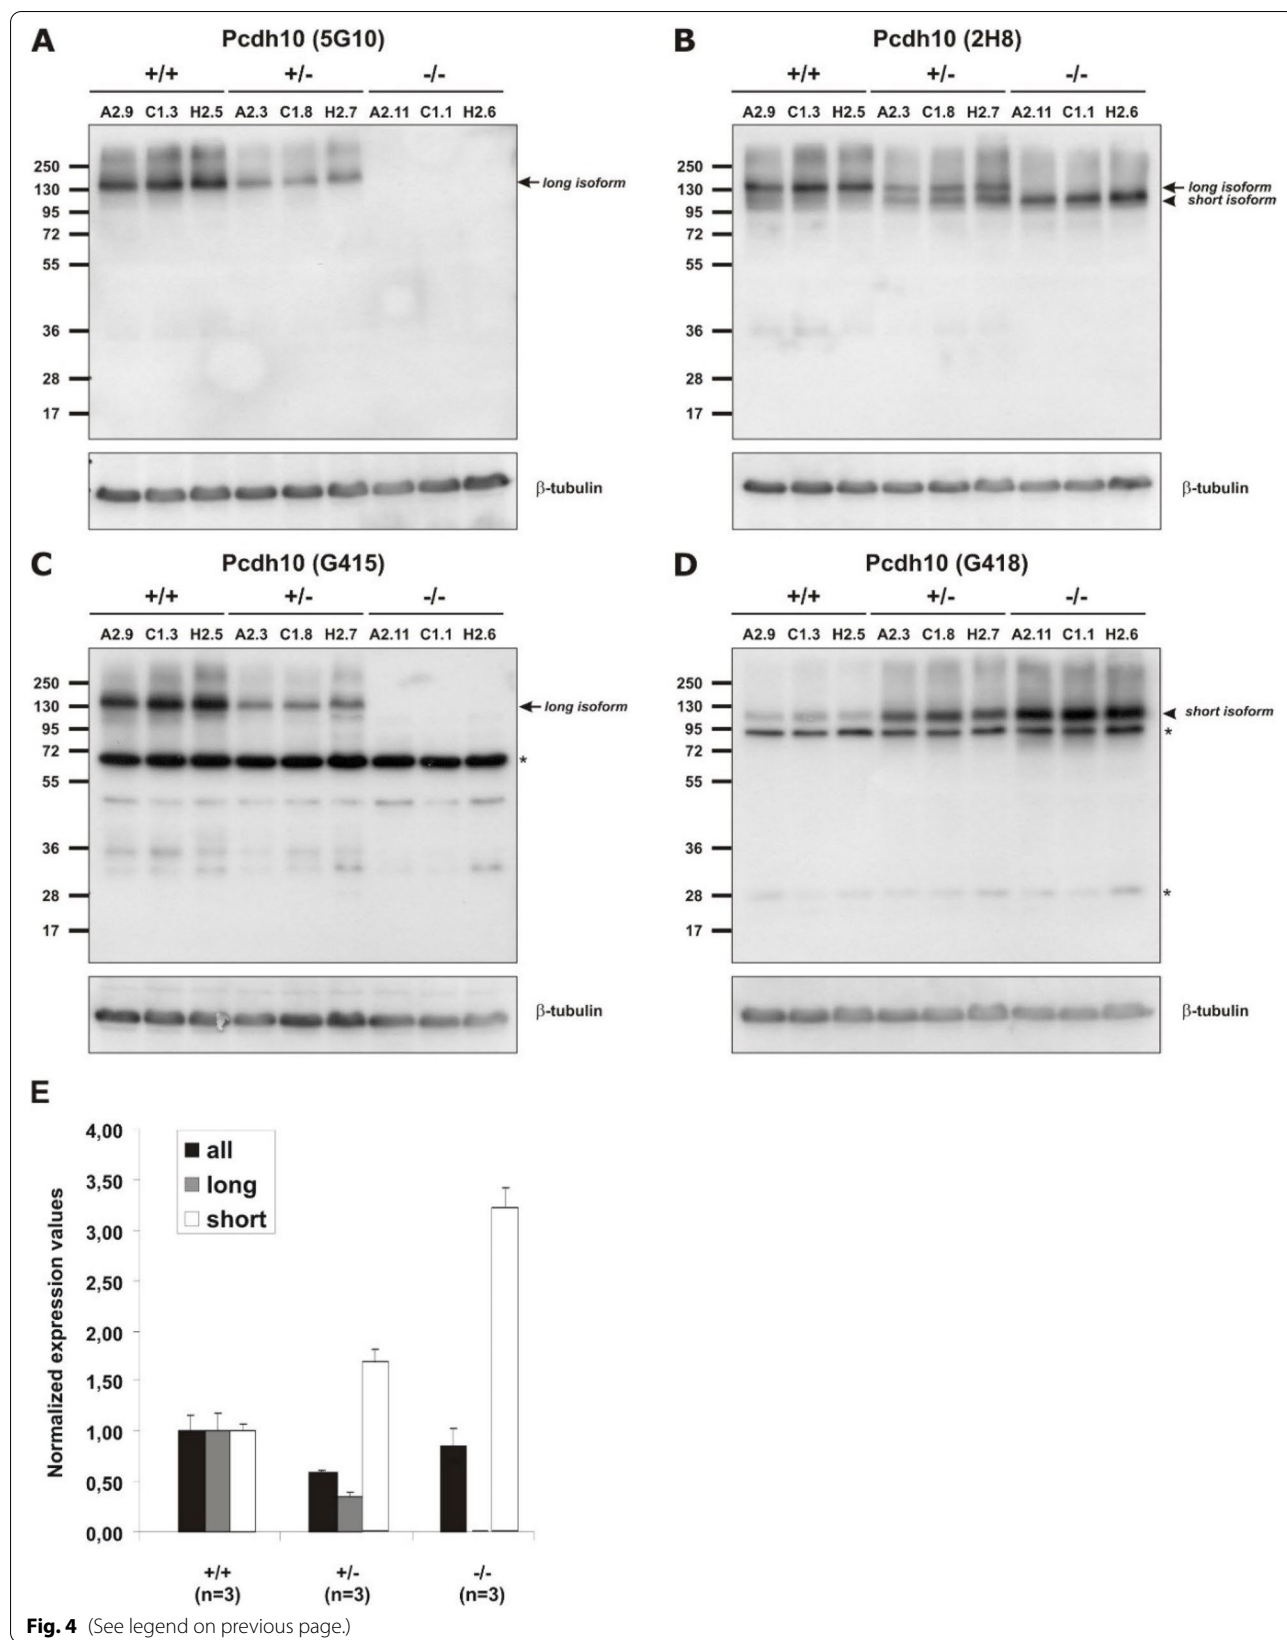 A
Pcdh10 (5G10)
+/+ +/- -/-
A2.9 C1.3 H2.5 A2.3 C1.8 H2.7 A2.11 C1.1 H2.6
250
130
95
72
55
36
28
17
long isoform
β-tubulin
B
Pcdh10 (2H8)
+/+ +/- -/-
A2.9 C1.3 H2.5 A2.3 C1.8 H2.7 A2.11 C1.1 H2.6
250
130
95
72
55
36
28
17
long isoform
short isoform
β-tubulin
C
Pcdh10 (G415)
+/+ +/- -/-
A2.9 C1.3 H2.5 A2.3 C1.8 H2.7 A2.11 C1.1 H2.6
250
130
95
72
55
36
28
17
long isoform
*
β-tubulin
D
Pcdh10 (G418)
+/+ +/- -/-
A2.9 C1.3 H2.5 A2.3 C1.8 H2.7 A2.11 C1.1 H2.6
250
130
95
72
55
36
28
17
short isoform
*
*
β-tubulin
E
Normalized expression values
4,00
3,50
3,00
2,50
2,00
1,50
1,00
0,50
0,00
all
long
short
+/+ +/- -/-
(n=3) (n=3) (n=3)
Fig. 4 (See legend on previous page.)